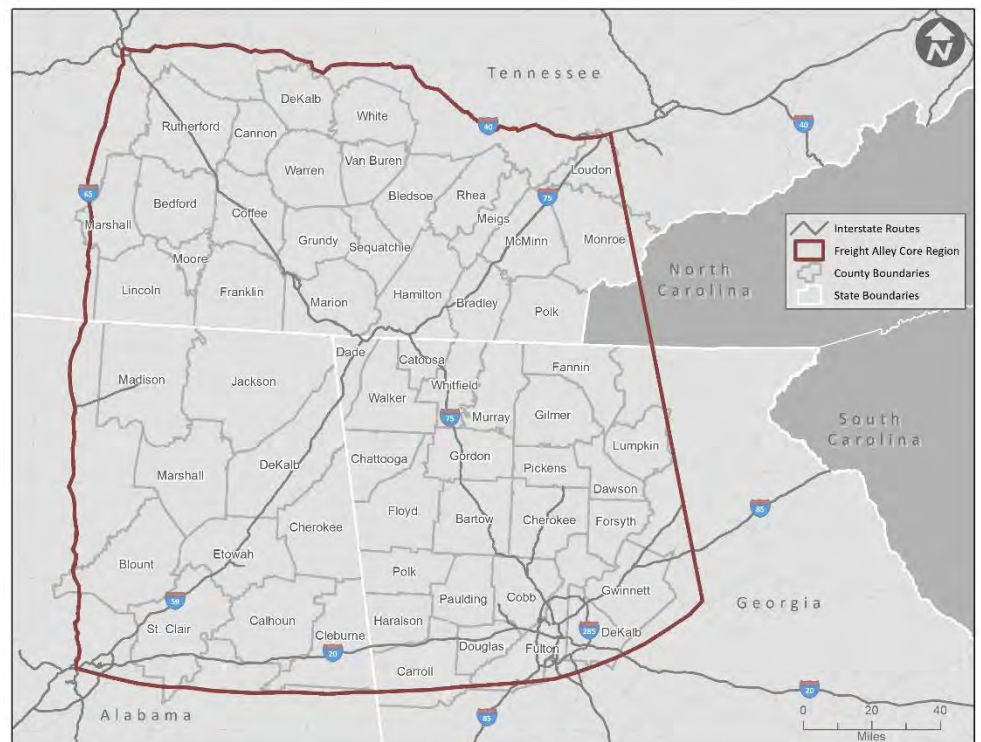 N
Tennessee
DeKalb
White
Rutherford
Cannon
40
40
Van Buren
Warren
Loudon
65
Bledsoe
Rhea
75
Bedford
Marshall
Coffee
Meigs
McMinn
Monroe
Grundy
Sequatchie
Moore
Interstate Routes
Freight Alley Core Region
County Boundaries
State Boundaries
North
Carolina
Lincoln
Franklin
Marion
Hamilton
Bradley
Polk
Dade
Catoosa
Fannin
Madison
Jackson
Whitfield
Walker
75
Murray
Gilmer
South
Carolina
Lumpkin
Chattooga
Gordon
Pickens
DeKalb
Marshall
Dawson
85
Floyd
Bartow
Cherokee
Forsyth
Cherokee
Etowah
Blount
Polk
Gwinnett
59
Paulding
Cobb
Georgia
Calhoun
Haralson
St. Clair
Cleburne
285
DeKalb
Douglas
Fulton
20
Carroll
20
Alabama
85
0 20 40
Miles